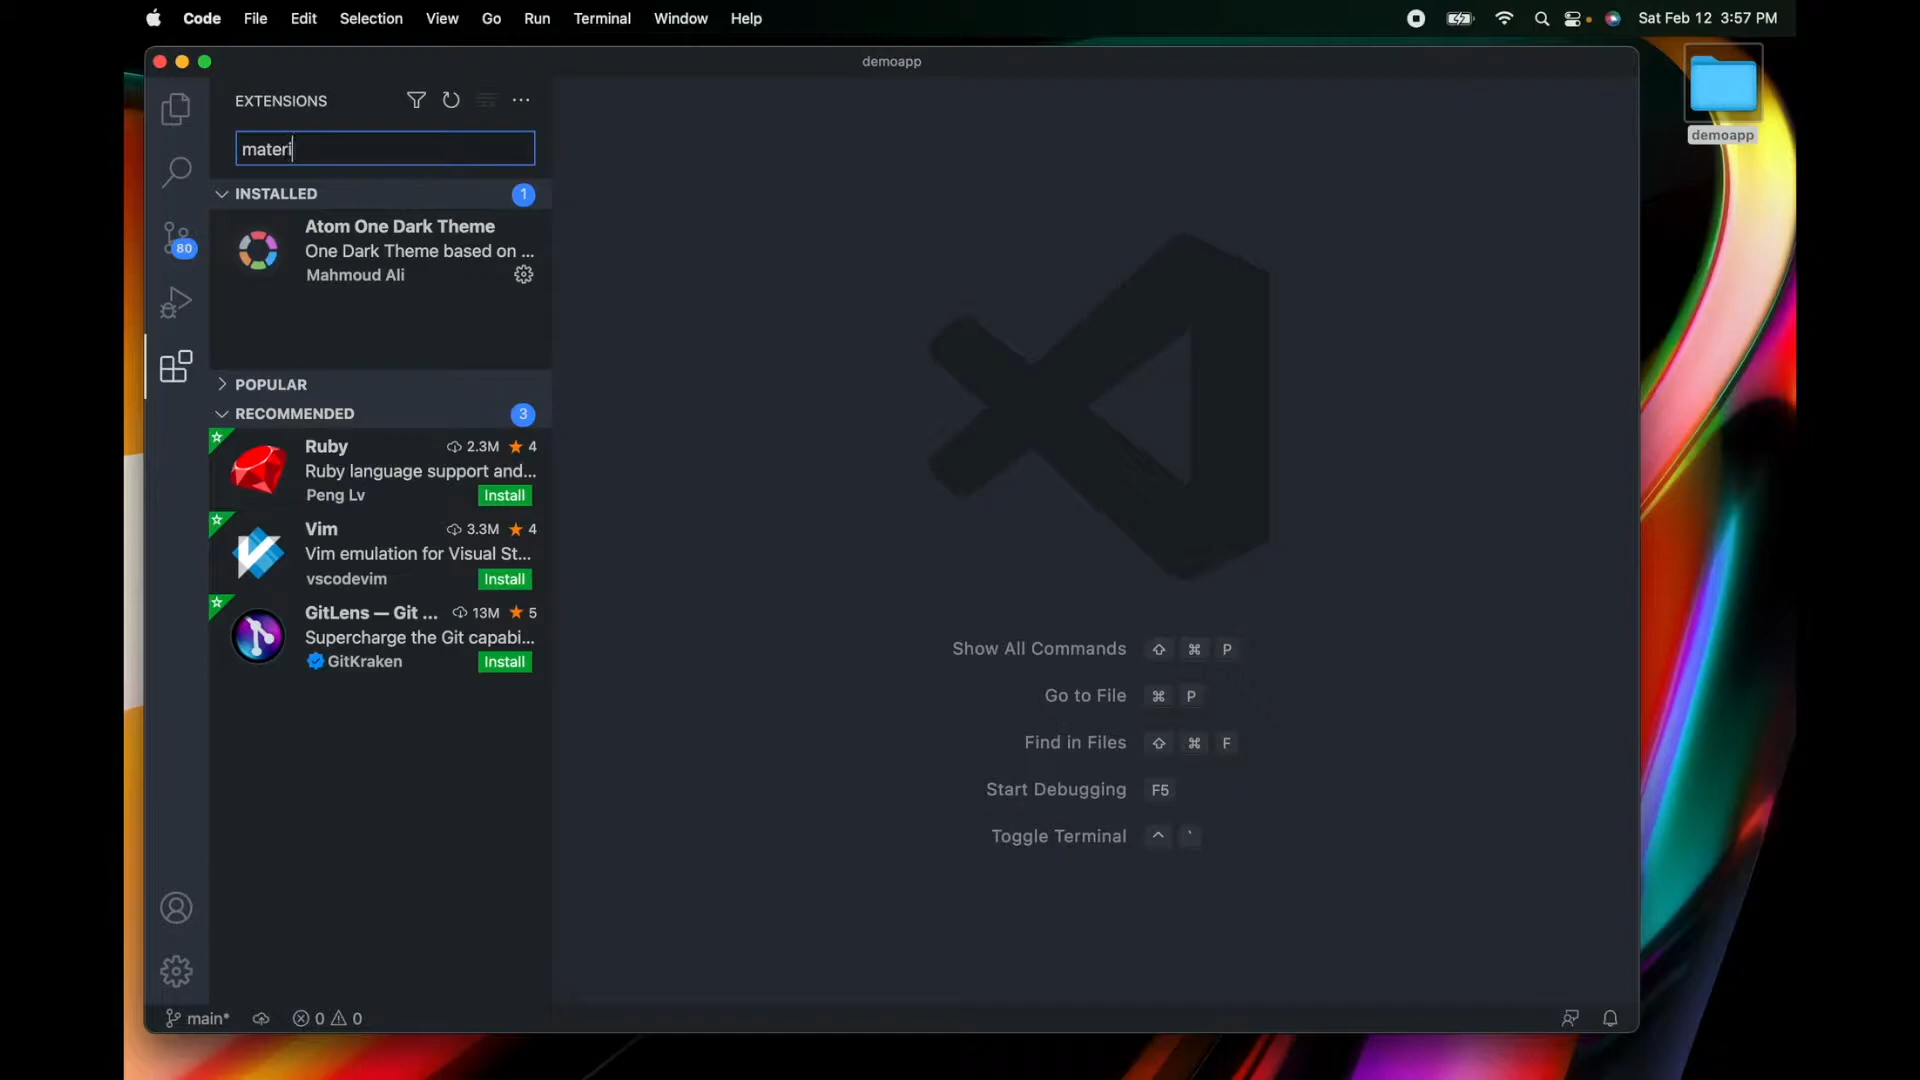 Code File Edit Selection View Go Run Terminal Window Help Sat Feb 12 3:57 PM
demoapp
demoapp
EXTENSIONS
materi
INSTALLED 1
Atom One Dark Theme
One Dark Theme based on ...
Mahmoud Ali
80
POPULAR
RECOMMENDED 3
Ruby 2.3M 4
Ruby language support and...
Peng Lv Install
Vim 3.3M 4
Vim emulation for Visual St...
vscodevim Install
GitLens — Git ... 13M 5
Supercharge the Git capabi...
GitKraken Install
Show All Commands ⇧ ⌘ P
Go to File ⌘ P
Find in Files ⇧ ⌘ F
Start Debugging F5
Toggle Terminal ^ `
main* 0 0